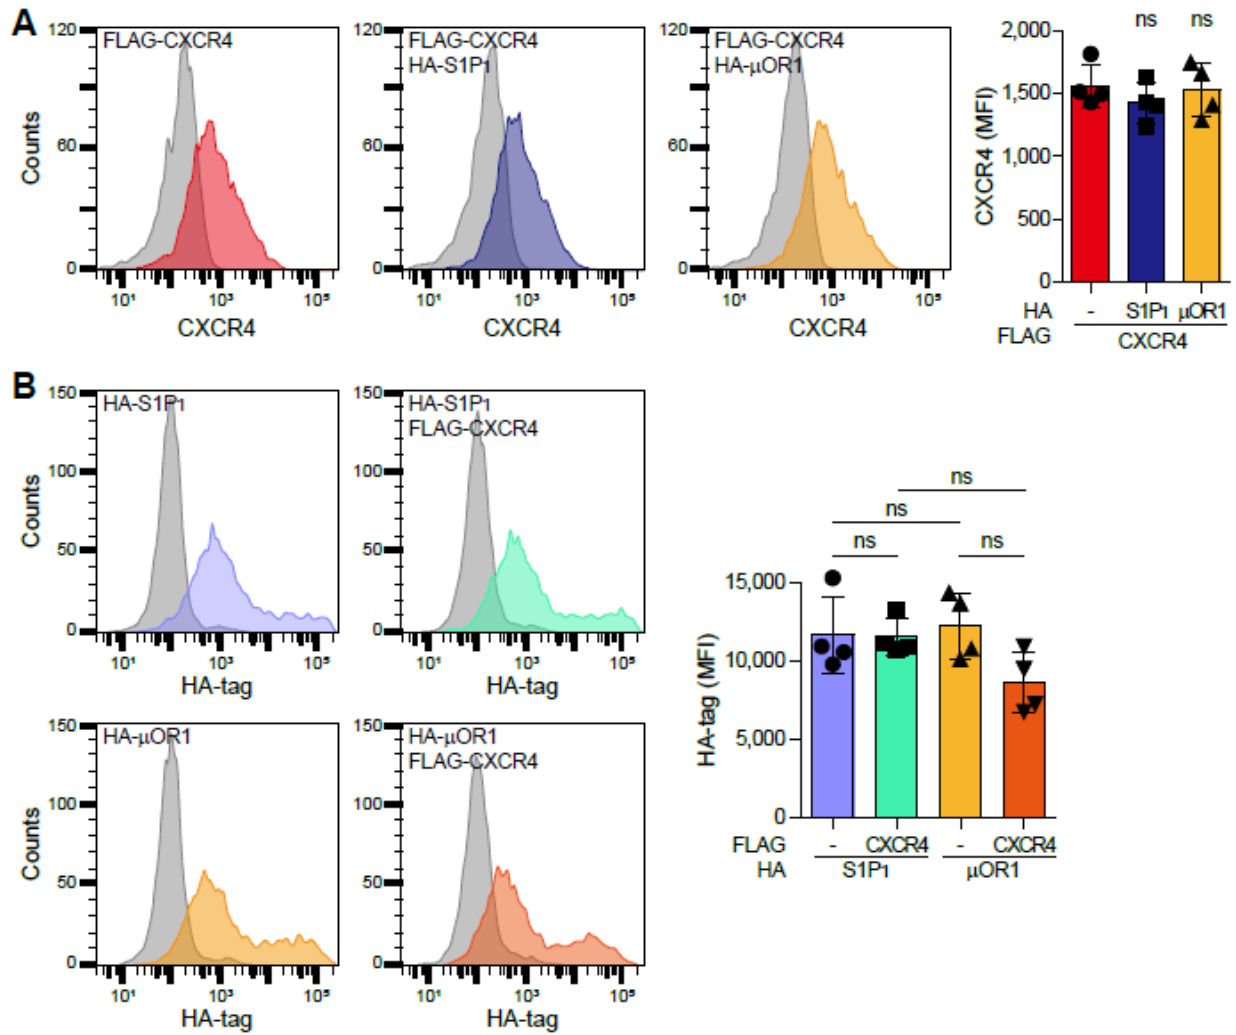 A
120
60
0
Counts
FLAG-CXCR4
10¹ 10³ 10⁵
CXCR4
120
60
0
FLAG-CXCR4
HA-S1P₁
10¹ 10³ 10⁵
CXCR4
120
60
0
FLAG-CXCR4
HA-μOR1
10¹ 10³ 10⁵
CXCR4
ns ns
2,000
1,500
1,000
500
0
CXCR4 (MFI)
HA - S1P₁ μOR1
FLAG CXCR4
B
150
100
50
0
Counts
HA-S1P₁
10¹ 10³ 10⁵
HA-tag
150
100
50
0
HA-S1P₁
FLAG-CXCR4
10¹ 10³ 10⁵
HA-tag
150
100
50
0
Counts
HA-μOR1
10¹ 10³ 10⁵
HA-tag
150
100
50
0
HA-μOR1
FLAG-CXCR4
10¹ 10³ 10⁵
HA-tag
ns
ns
ns ns
15,000
10,000
5,000
0
HA-tag (MFI)
FLAG - CXCR4 - CXCR4
HA S1P₁ μOR1